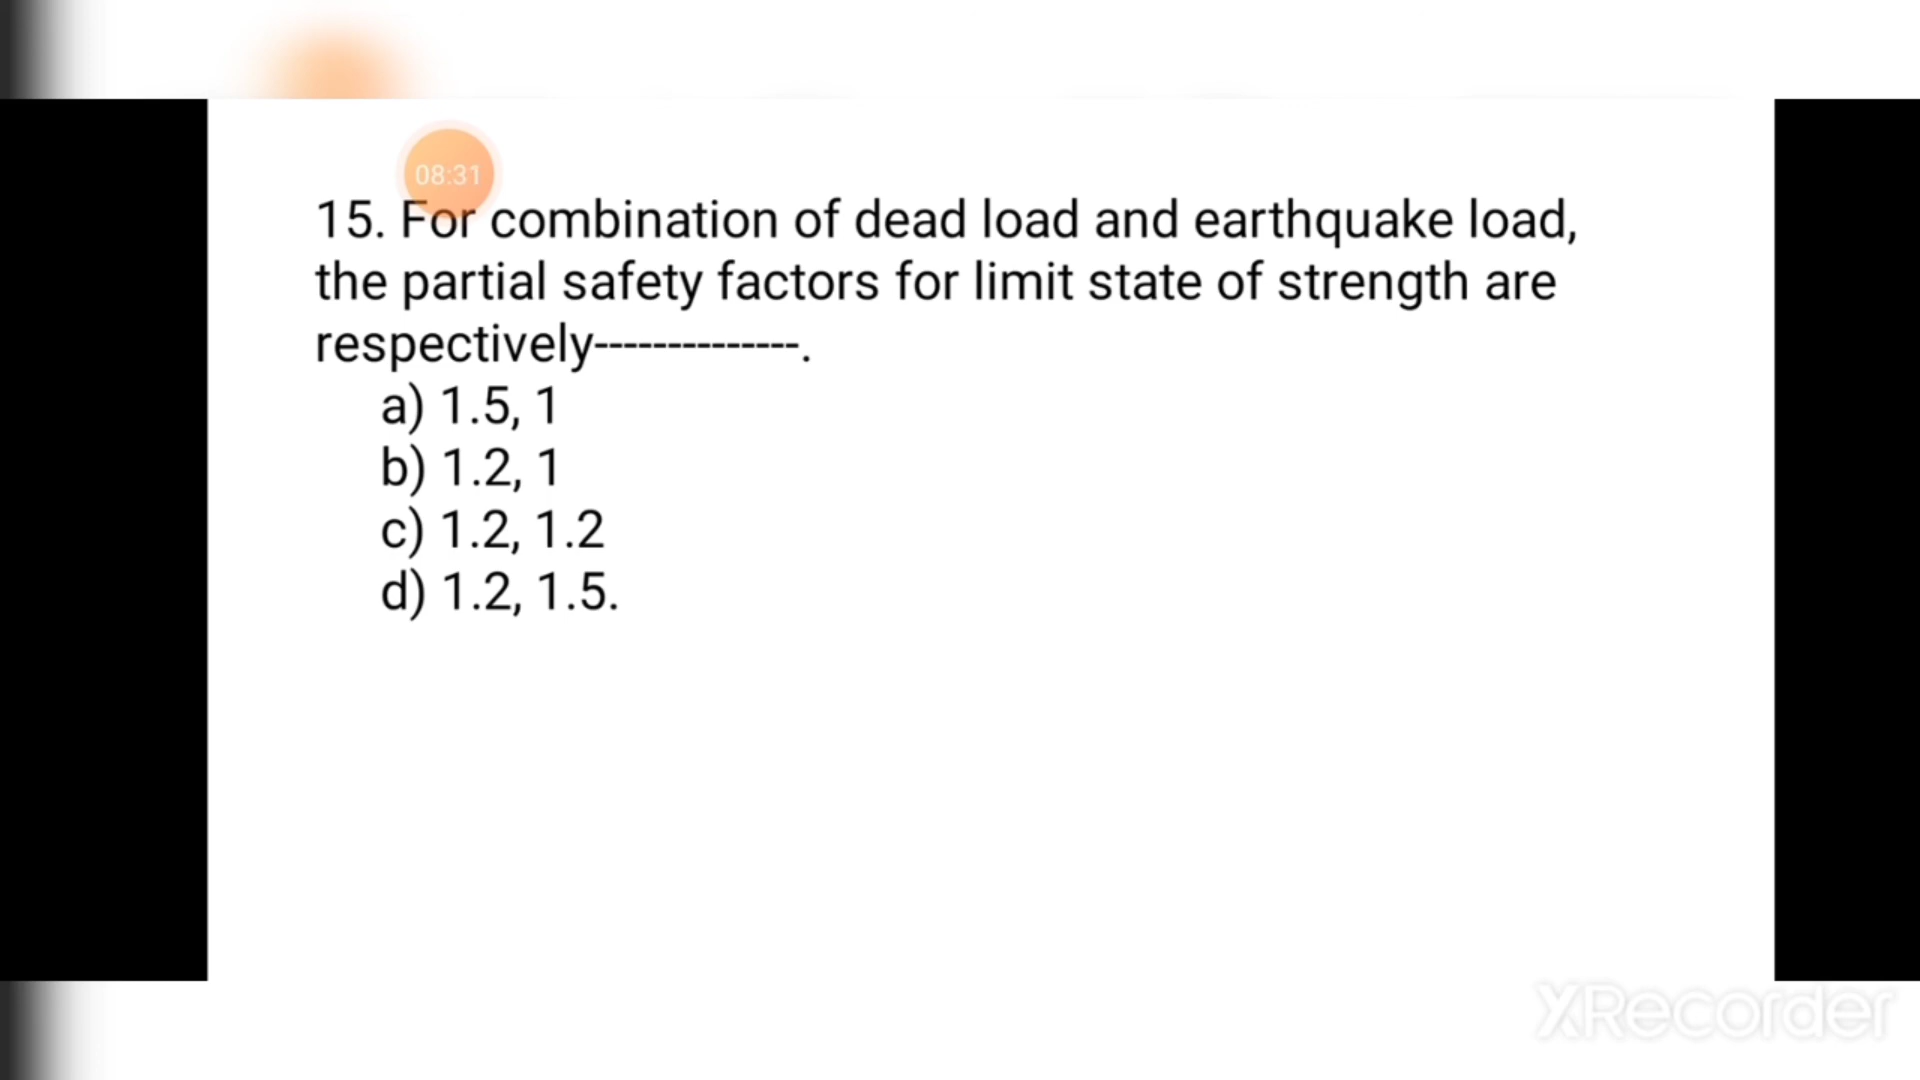 08:31
15. For combination of dead load and earthquake load,
the partial safety factors for limit state of strength are
respectively--------------.
a) 1.5, 1
b) 1.2, 1
c) 1.2, 1.2
d) 1.2, 1.5.
XRecorder